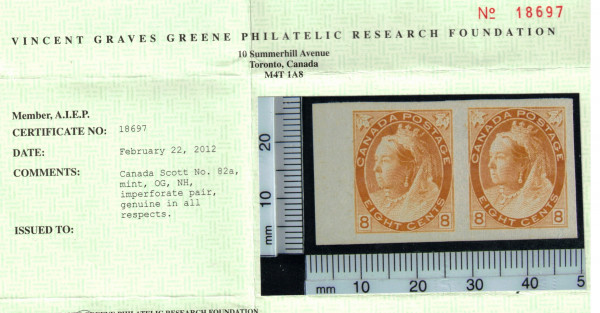 № 18697
VINCENT GRAVES GREENE PHILATELIC RESEARCH FOUNDATION
10 Summerhill Avenue
Toronto, Canada
M4T 1A8
Member, A.I.E.P.
CERTIFICATE NO: 18697
DATE: February 22, 2012
COMMENTS: Canada Scott No. 82a,
mint, OG, NH,
imperforate pair,
genuine in all
respects.
ISSUED TO:
CANADA POSTAGE
8 EIGHT CENTS 8
CANADA POSTAGE
8 EIGHT CENTS 8
20
10
mm
mm 10 20 30 40 5
GREENE PHILATELIC RESEARCH FOUNDATION